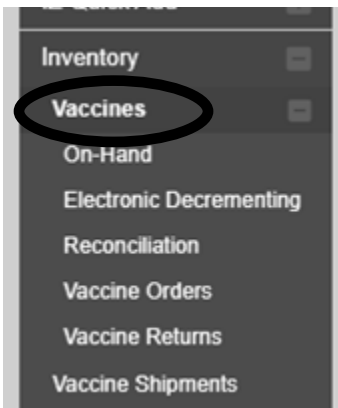 Inventory
Vaccines
On-Hand
Electronic Decrementing
Reconciliation
Vaccine Orders
Vaccine Returns
Vaccine Shipments